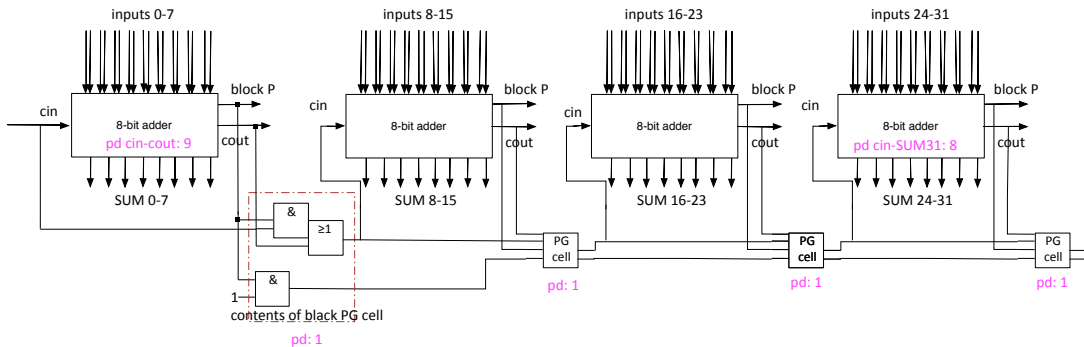 inputs 0-7
inputs 8-15
inputs 16-23
inputs 24-31
block P
block P
block P
block P
cin
8-bit adder
cout
cin
8-bit adder
cout
cin
8-bit adder
cout
cin
8-bit adder
cout
pd cin-cout: 9
pd cin-SUM31: 8
SUM 0-7
SUM 8-15
SUM 16-23
SUM 24-31
&
≥1
PG
cell
PG
cell
PG
cell
&
1
pd: 1
pd: 1
pd: 1
contents of black PG cell
pd: 1